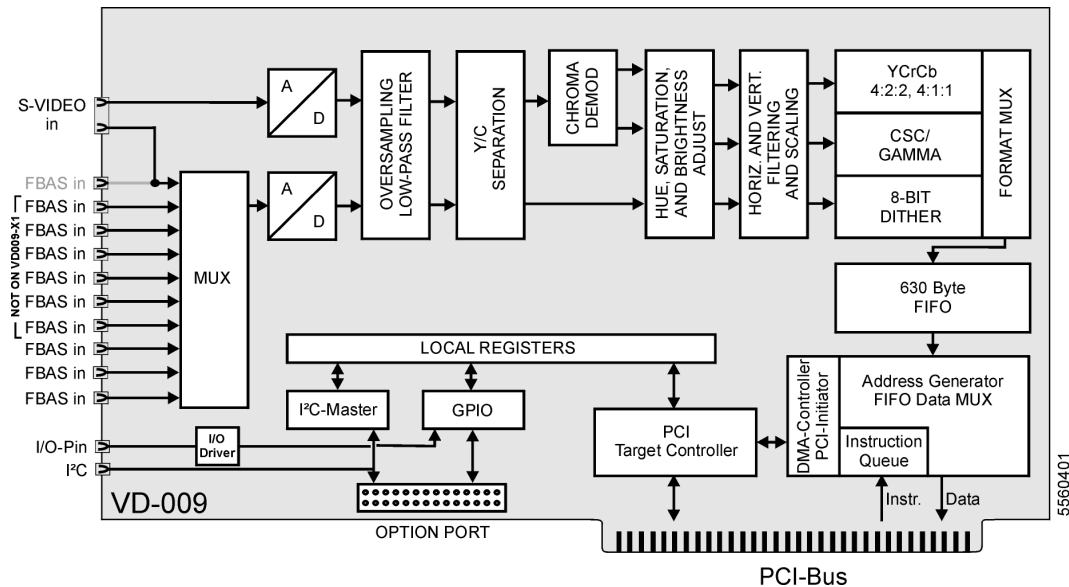 S-VIDEO
in
FBAS in
FBAS in
FBAS in
FBAS in
FBAS in
FBAS in
FBAS in
FBAS in
FBAS in
FBAS in
NOT ON VD009-X1
I/O-Pin
I²C
MUX
A
D
A
D
OVERSAMPLING
LOW-PASS FILTER
Y/C
SEPARATION
CHROMA
DEMOD
HUE, SATURATION,
AND BRIGHTNESS
ADJUST
HORIZ. AND VERT.
FILTERING
AND SCALING
YCrCb
4:2:2, 4:1:1
CSC/
GAMMA
8-BIT
DITHER
FORMAT MUX
630 Byte
FIFO
LOCAL REGISTERS
I²C-Master
GPIO
I/O
Driver
PCI
Target Controller
DMA-Controller
PCI-Initiator
Address Generator
FIFO Data MUX
Instruction
Queue
Instr.
Data
VD-009
OPTION PORT
PCI-Bus
5560401